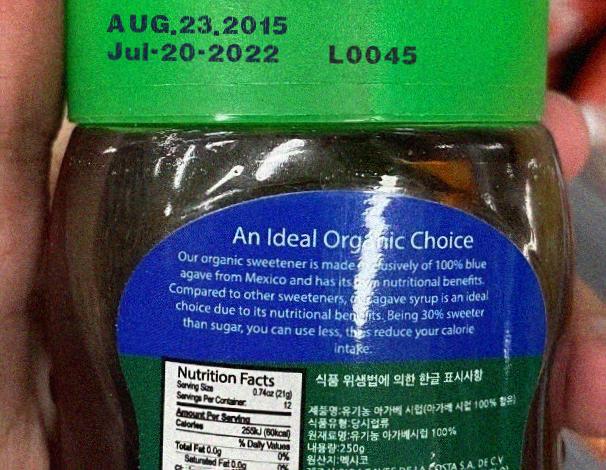 AUG.23.2015
Jul-20-2022 L0045
An Ideal Organic Choice
Our organic sweetener is made exclusively of 100% blue
agave from Mexico and has its own nutritional benefits.
Compared to other sweeteners, our agave syrup is an ideal
choice due to its nutritional benefits. Being 30% sweeter
than sugar, you can use less, thus reduce your calorie
intake.
Nutrition Facts
Serving Size 0.74oz (21g)
Servings Per Container: 12
Amount Per Serving
Calories 255kJ (60kcal)
% Daily Values
Total Fat 0.0g 0%
Saturated Fat 0.0g 0%
식품 위생법에 의한 한글 표시사항
제품명:유기농 아가베 시럽(아가베 시럽 100% 함유)
식품유형:당시럽류
원재료명:유기농 아가베시럽 100%
내용량:250g
원산지:멕시코
DE LA COSTA S.A. DE C.V.